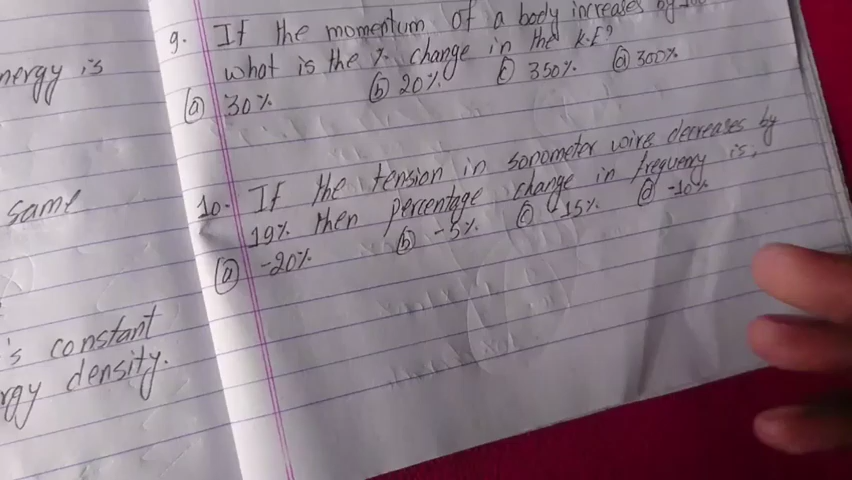 nergy is
same
's constant
rgy density.
9. If the momentum of a body increases by
what is the % change in the K.E?
(a) 30% (b) 20% (c) 350% (d) 300%
10. If the tension in sonometer wire decreases by
19% then percentage change in frequency is,
(a) -20% (b) -5% (c) -15% (d) -10%